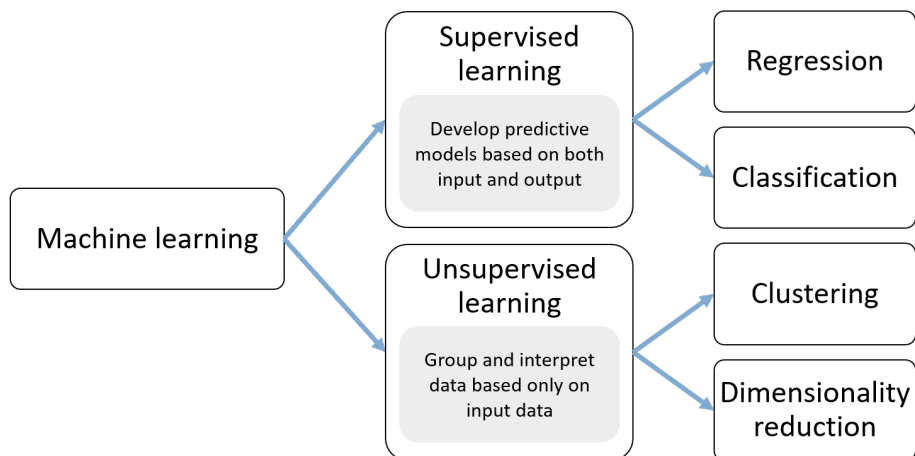 Machine learning
Supervised
learning
Develop predictive
models based on both
input and output
Regression
Classification
Unsupervised
learning
Group and interpret
data based only on
input data
Clustering
Dimensionality
reduction